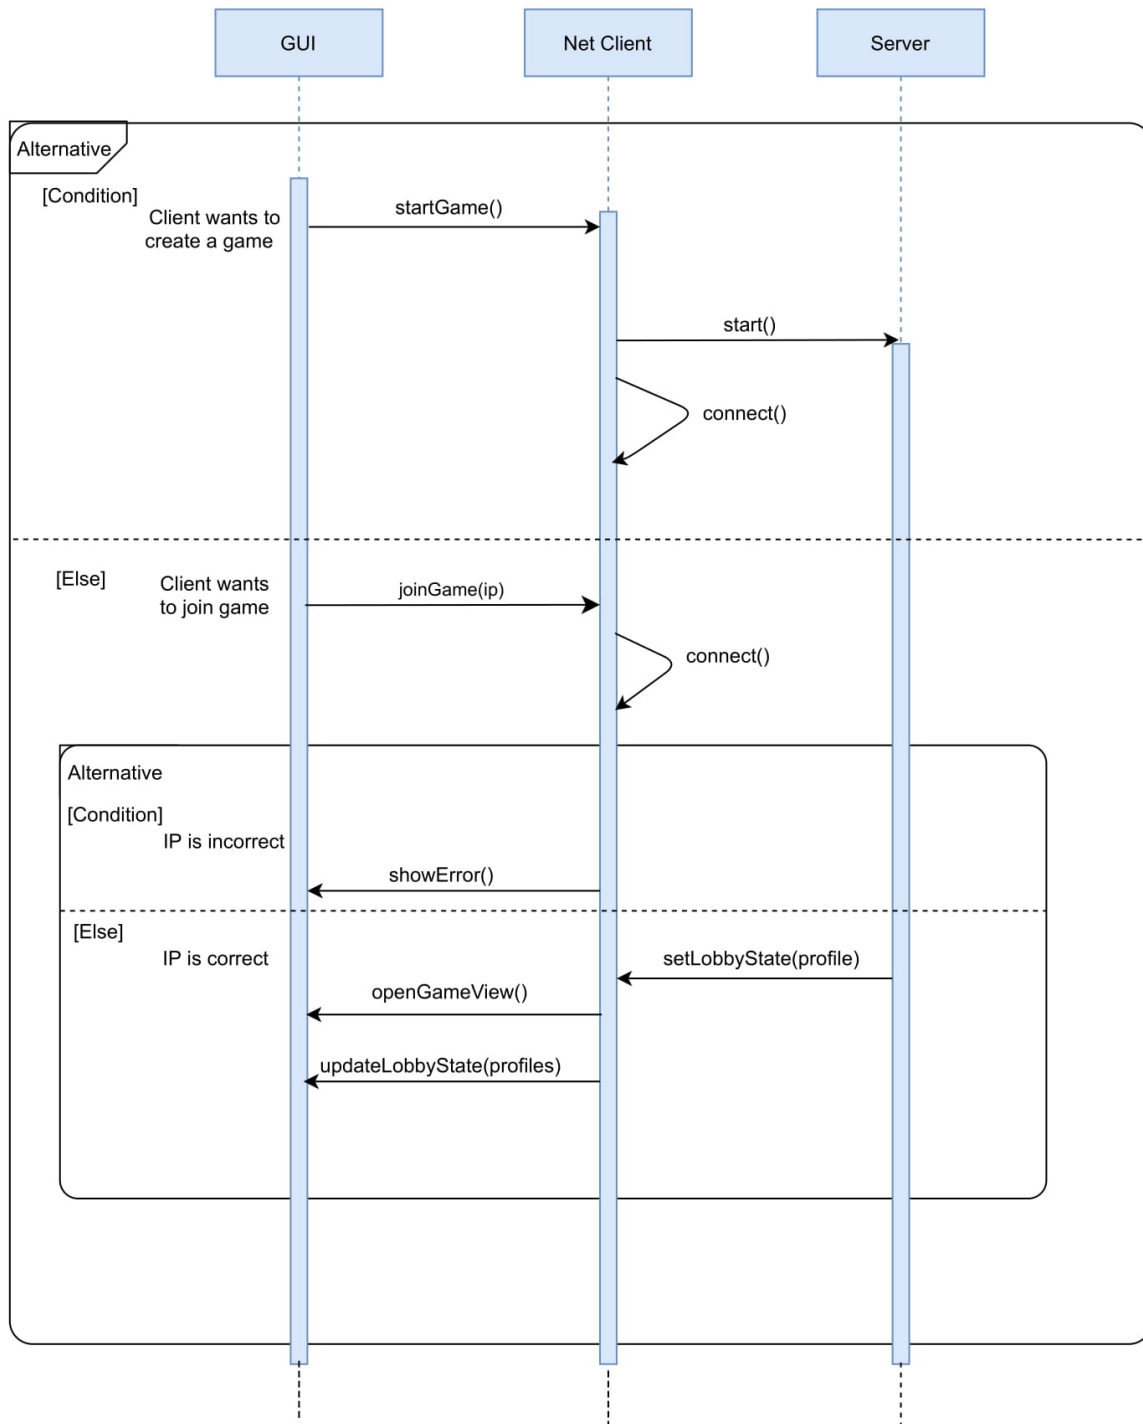 GUI
Net Client
Server
Alternative
[Condition]
Client wants to
create a game
startGame()
start()
connect()
[Else]
Client wants
to join game
joinGame(ip)
connect()
Alternative
[Condition]
IP is incorrect
showError()
[Else]
IP is correct
setLobbyState(profile)
openGameView()
updateLobbyState(profiles)